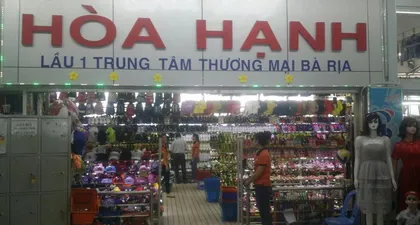 HÒA HẠNH
LẦU 1 TRUNG TÂM THƯƠNG MẠI BÀ RỊA